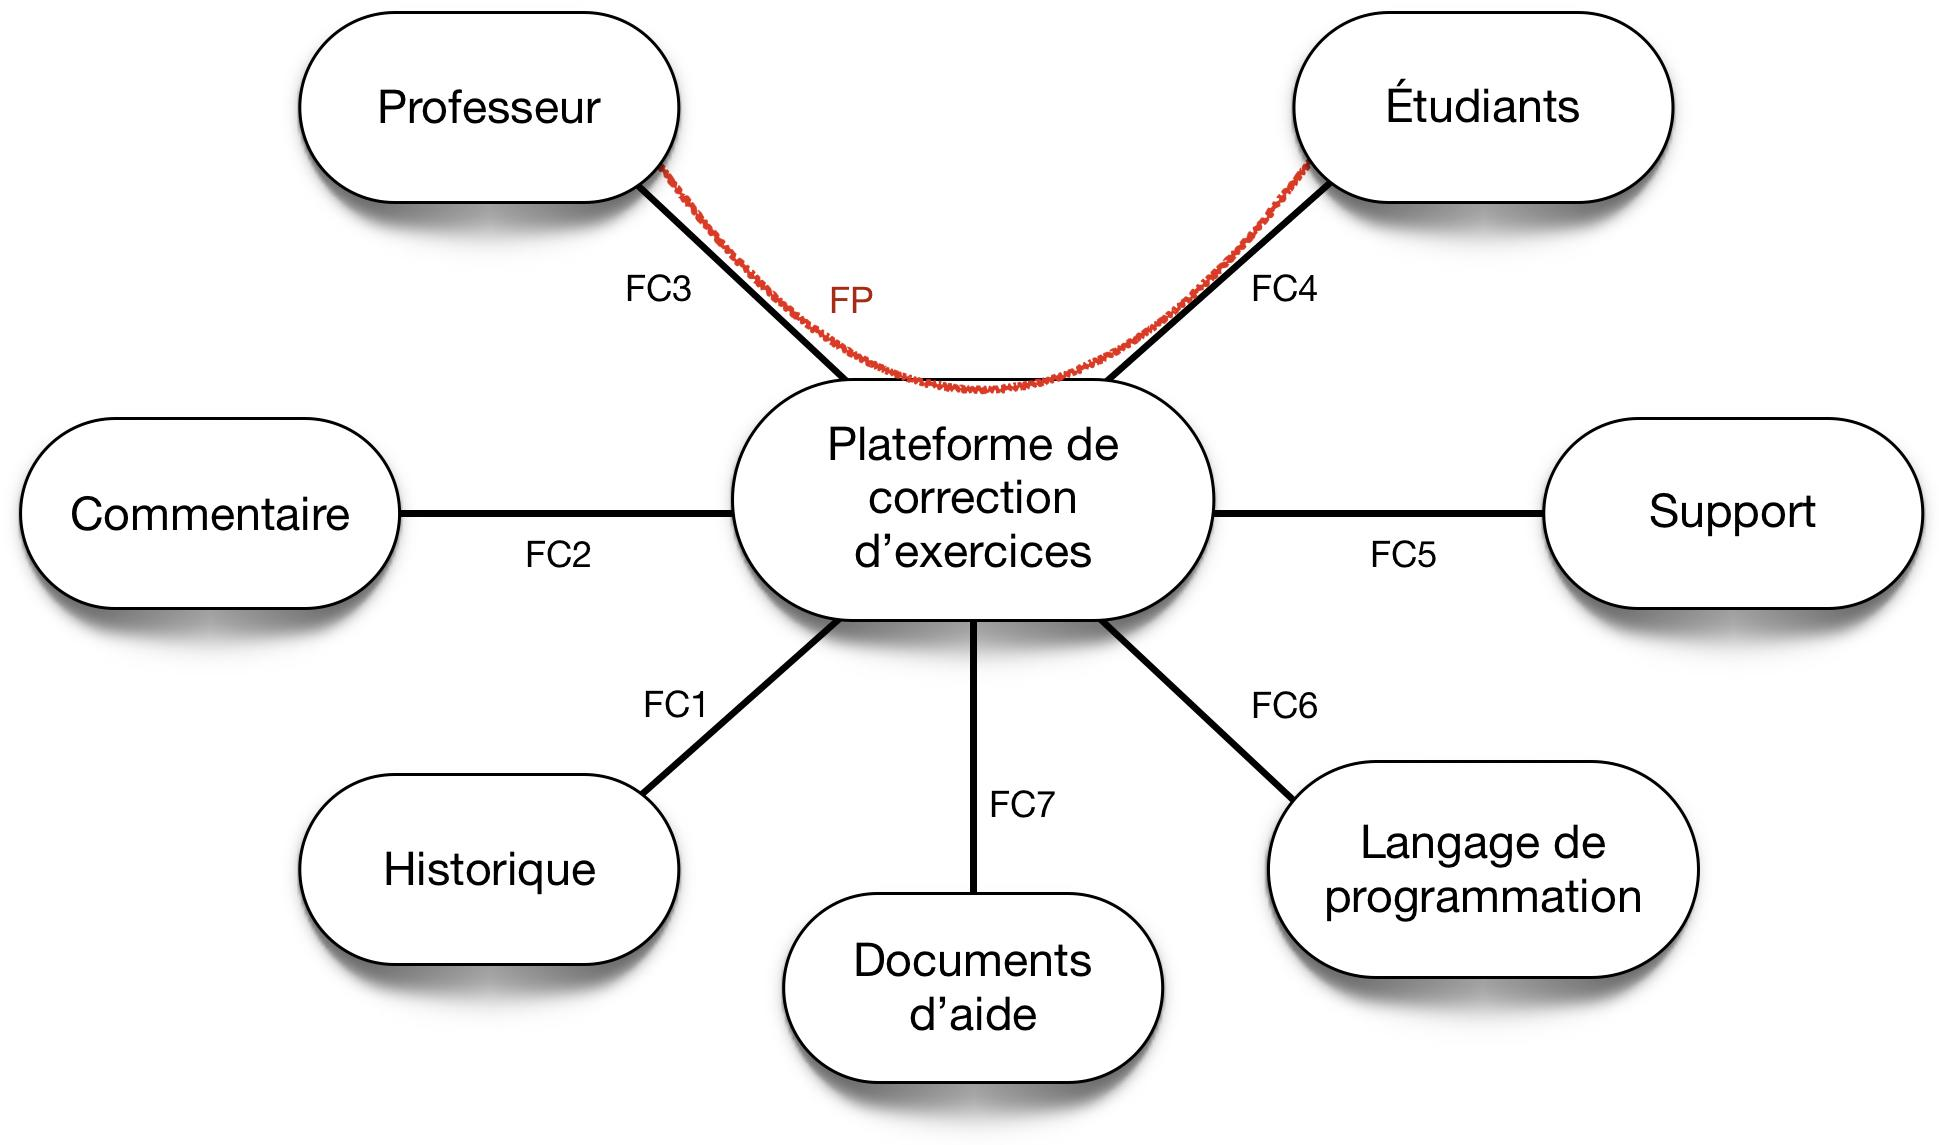 Professeur
Étudiants
FC3
FP
FC4
Plateforme de
correction
d’exercices
Commentaire
Support
FC2
FC5
FC1
FC6
FC7
Historique
Langage de
programmation
Documents
d’aide